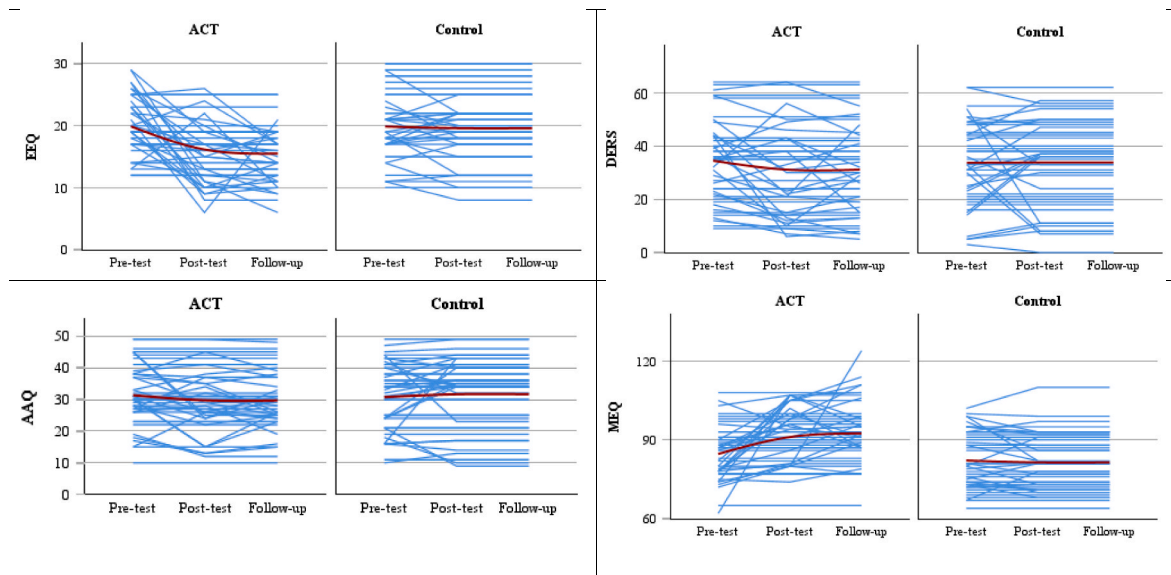 ACT
Control
EEQ
30
20
10
0
Pre-test
Post-test
Follow-up
Pre-test
Post-test
Follow-up
ACT
Control
DERS
60
40
20
0
Pre-test
Post-test
Follow-up
Pre-test
Post-test
Follow-up
ACT
Control
AAQ
50
40
30
20
10
0
Pre-test
Post-test
Follow-up
Pre-test
Post-test
Follow-up
ACT
Control
MEQ
120
90
60
Pre-test
Post-test
Follow-up
Pre-test
Post-test
Follow-up